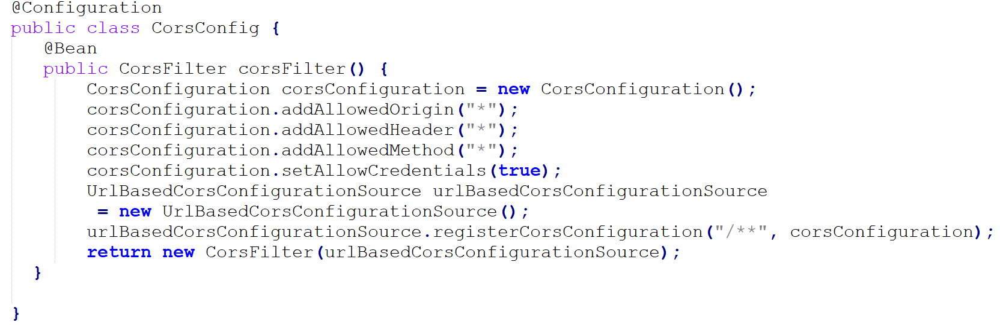 @Configuration
public class CorsConfig {
@Bean
public CorsFilter corsFilter() {
CorsConfiguration corsConfiguration = new CorsConfiguration();
corsConfiguration.addAllowedOrigin("*");
corsConfiguration.addAllowedHeader("*");
corsConfiguration.addAllowedMethod("*");
corsConfiguration.setAllowCredentials(true);
UrlBasedCorsConfigurationSource urlBasedCorsConfigurationSource
= new UrlBasedCorsConfigurationSource();
urlBasedCorsConfigurationSource.registerCorsConfiguration("/**", corsConfiguration);
return new CorsFilter(urlBasedCorsConfigurationSource);
}
}